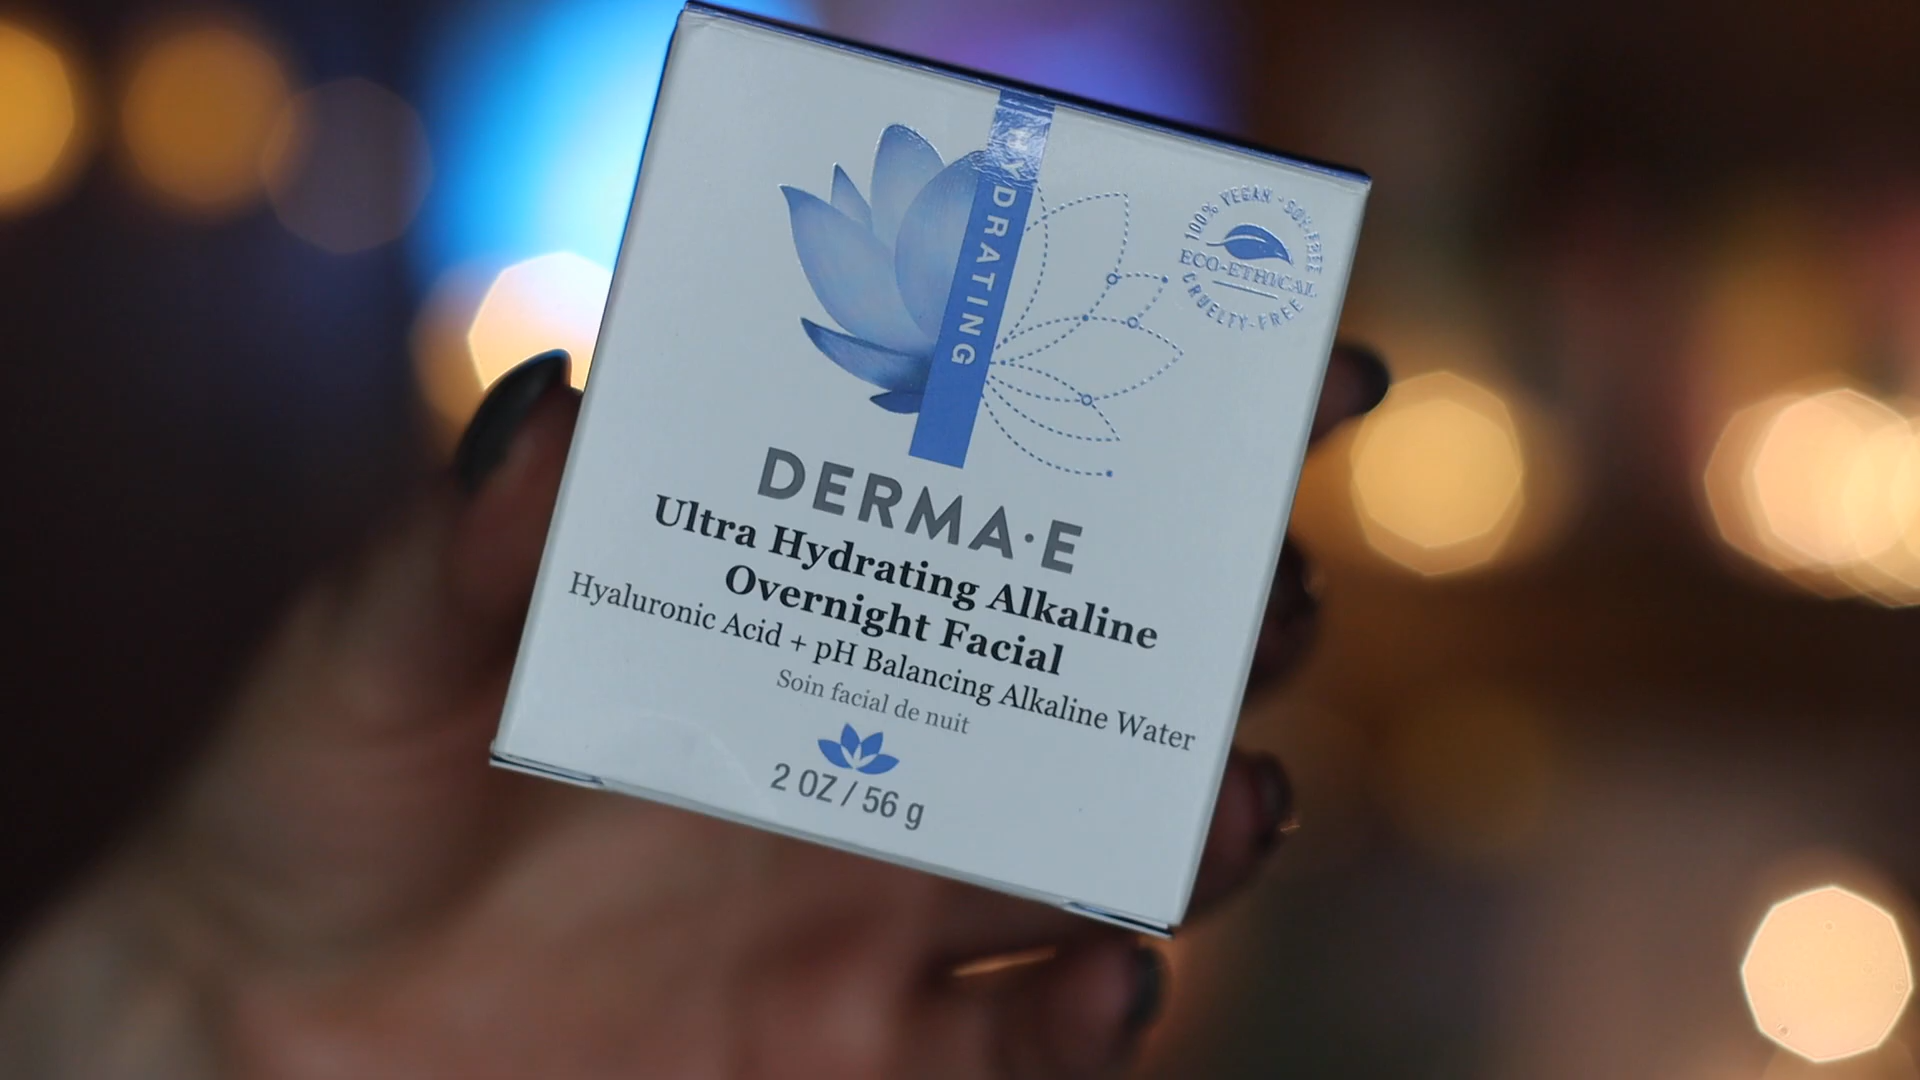 HYDRATING
100% VEGAN · SOY-FREE
ECO-ETHICAL
CRUELTY-FREE
DERMA·E
Ultra Hydrating Alkaline
Overnight Facial
Hyaluronic Acid + pH Balancing Alkaline Water
Soin facial de nuit
2 OZ / 56 g